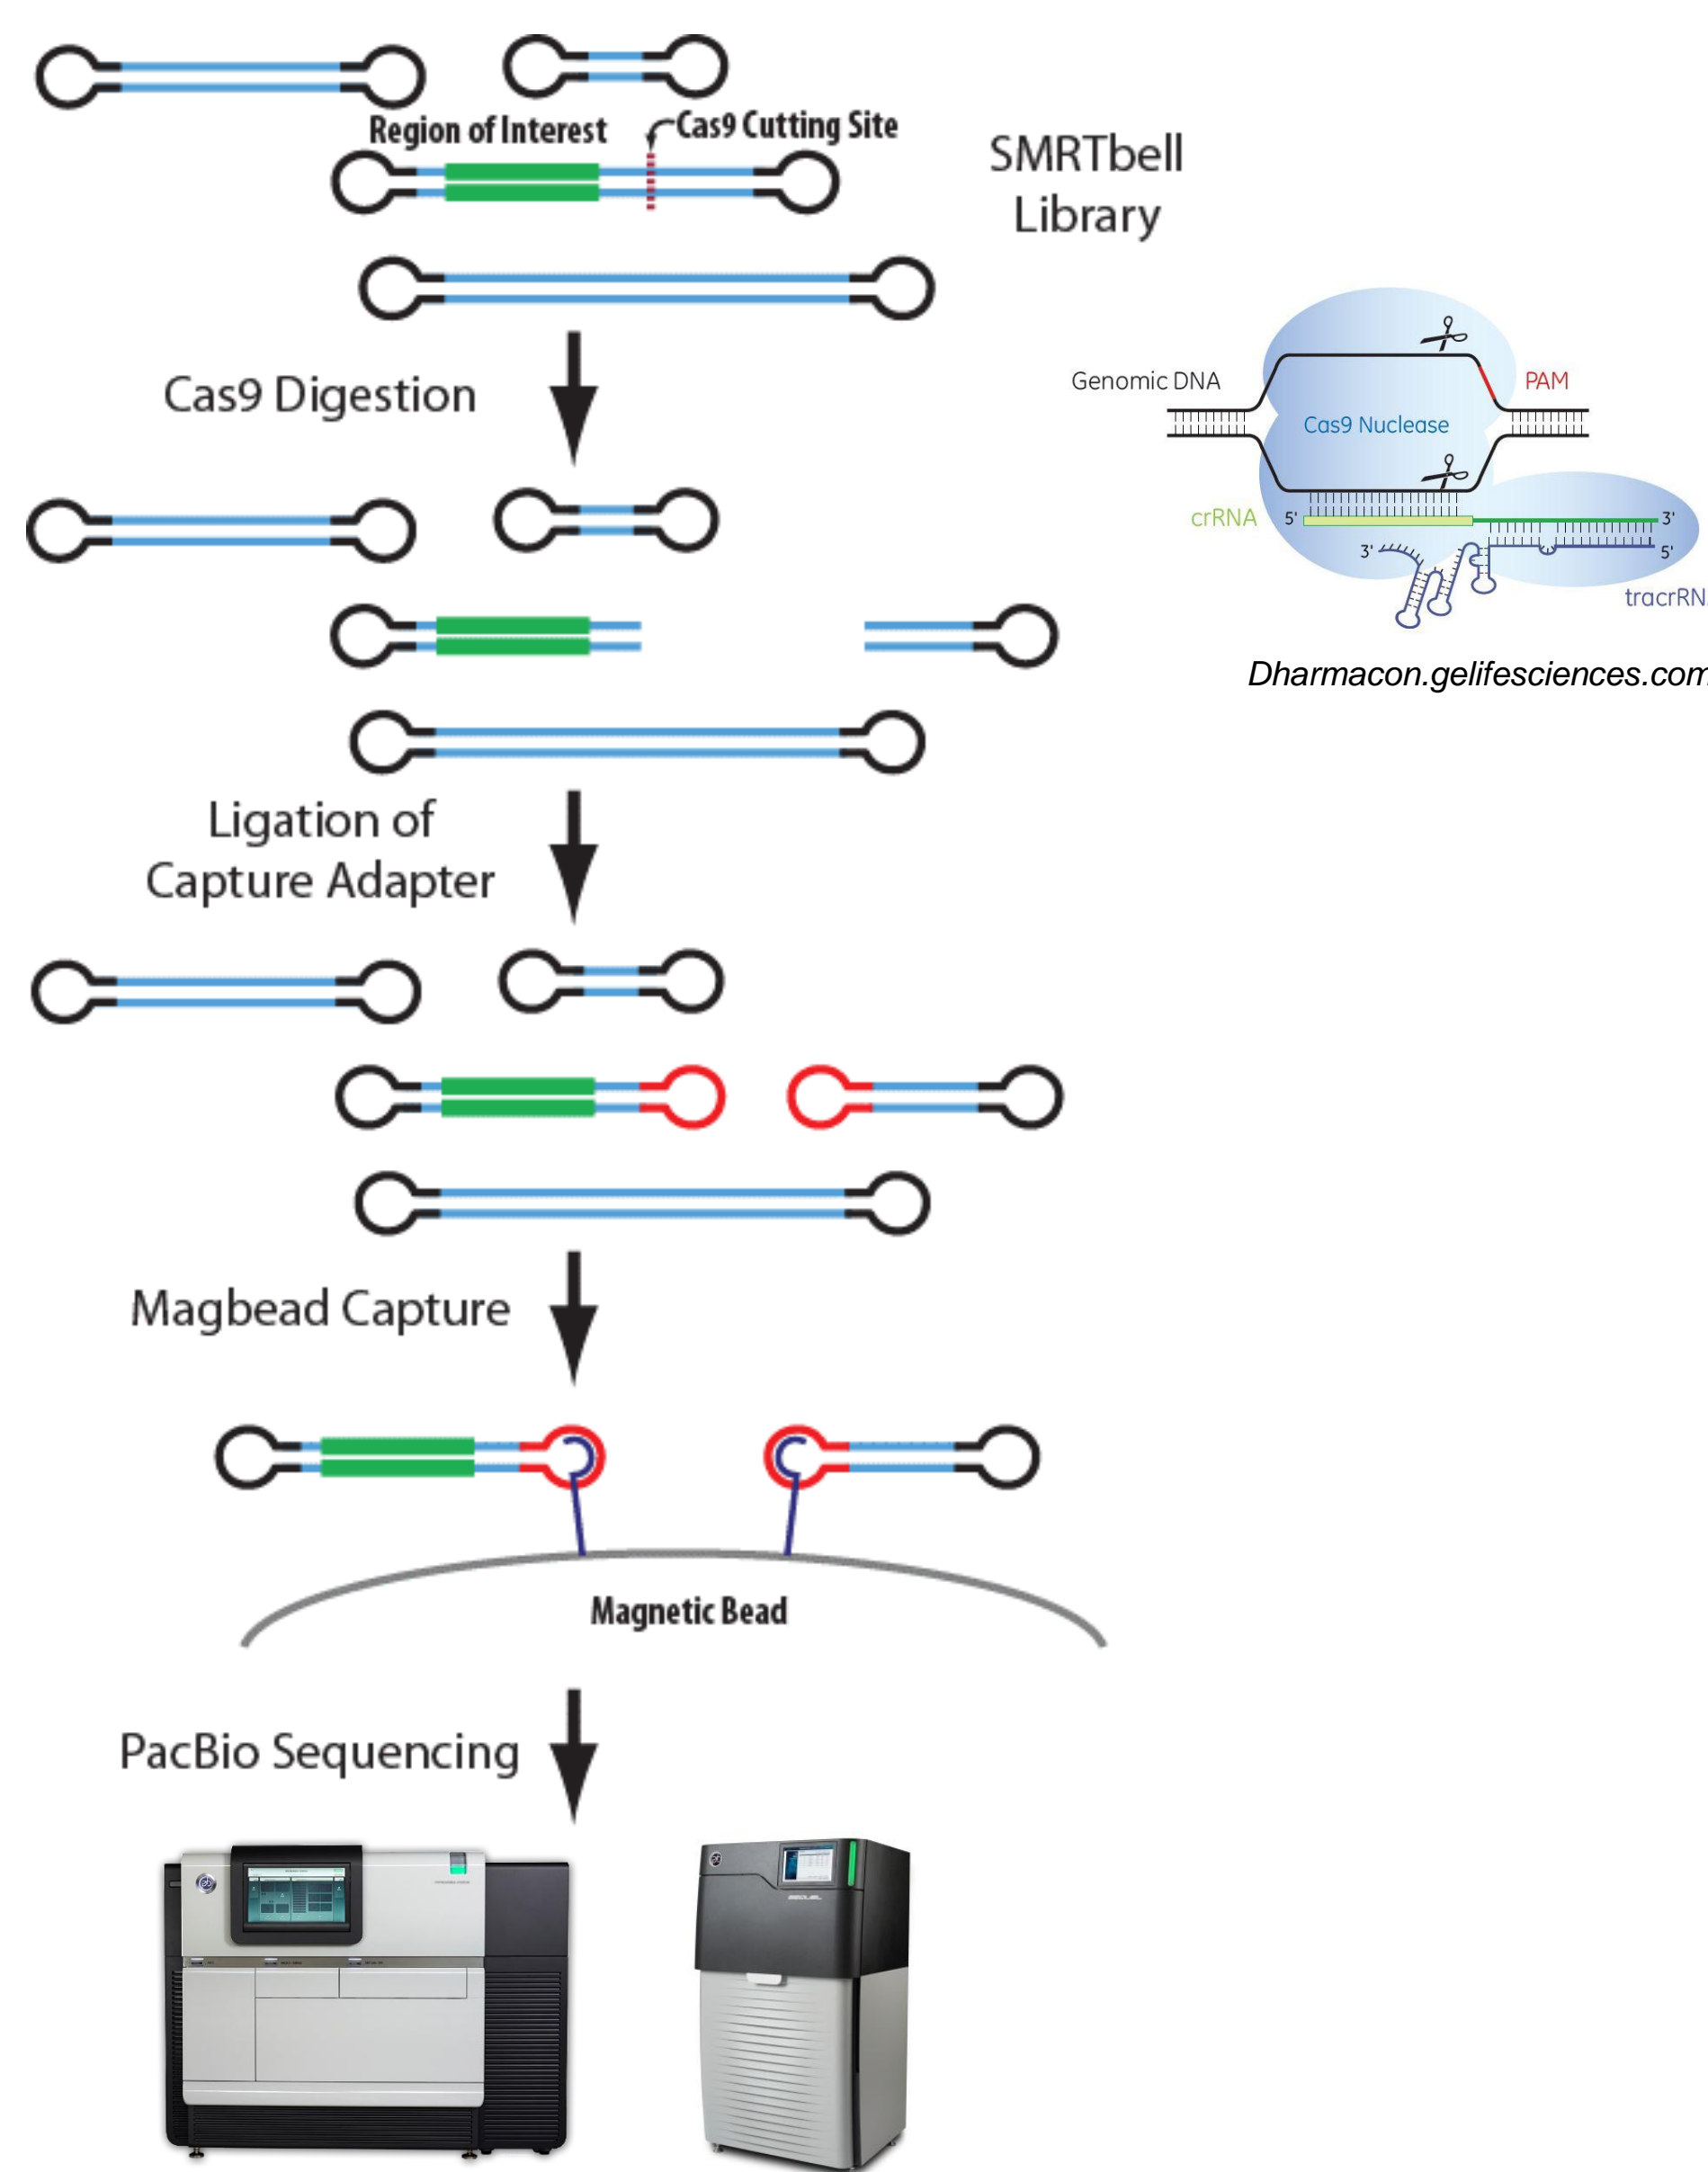 Region of Interest
Cas9 Cutting Site
SMRTbell
Library
Cas9 Digestion
Genomic DNA
PAM
Cas9 Nuclease
crRNA
5'
3'
3'
5'
tracrRN
Dharmacon.gelifesciences.com
Ligation of
Capture Adapter
Magbead Capture
Magnetic Bead
PacBio Sequencing
SEQUEL